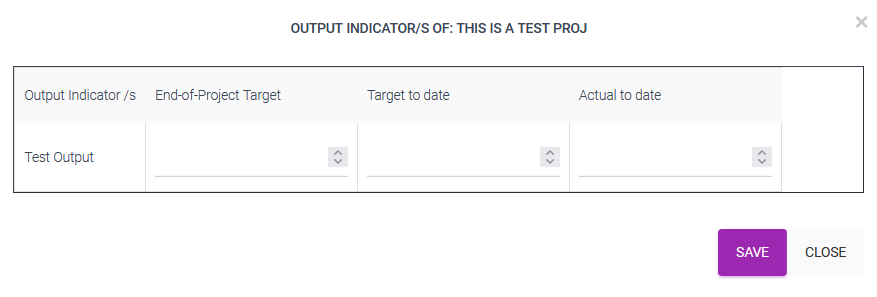 OUTPUT INDICATOR/S OF: THIS IS A TEST PROJ
×
Output Indicator /s End-of-Project Target Target to date Actual to date
Test Output
SAVE CLOSE